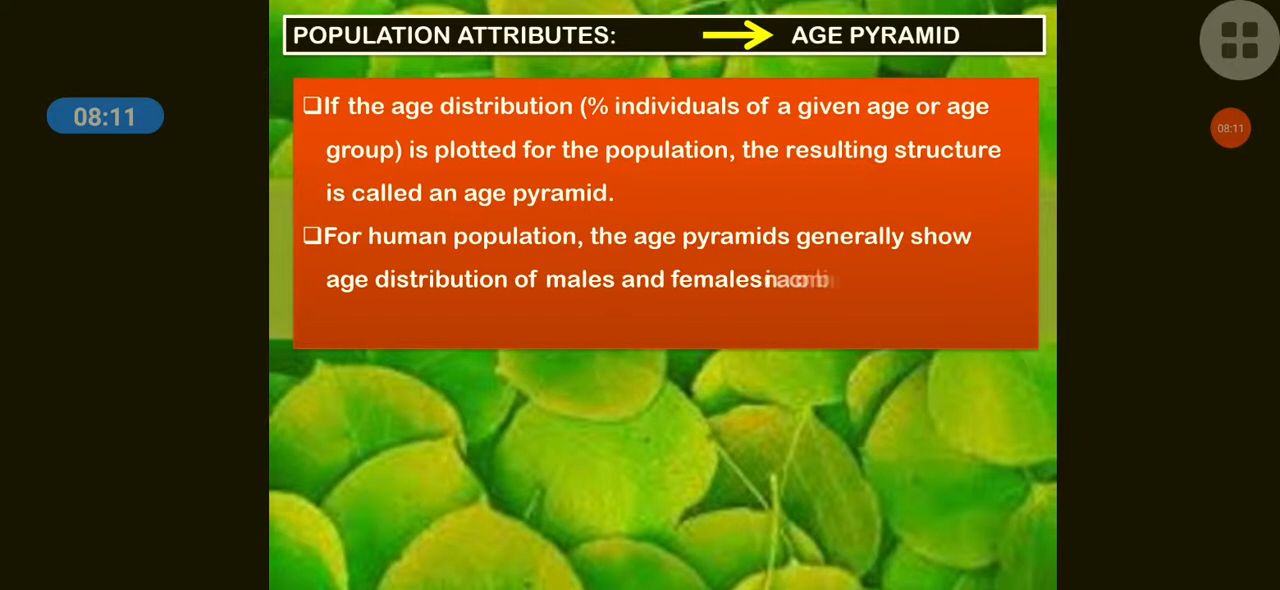 POPULATION ATTRIBUTES: AGE PYRAMID
08:11
08:11
❑If the age distribution (% individuals of a given age or age
group) is plotted for the population, the resulting structure
is called an age pyramid.
❑For human population, the age pyramids generally show
age distribution of males and females